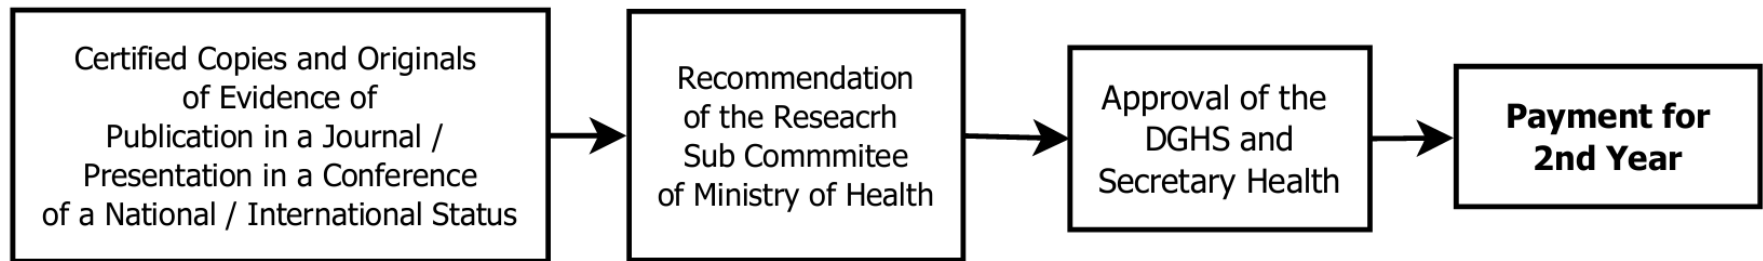 Certified Copies and Originals
of Evidence of
Publication in a Journal /
Presentation in a Conference
of a National / International Status
Recommendation
of the Reseacrh
Sub Commmitee
of Ministry of Health
Approval of the
DGHS and
Secretary Health
Payment for
2nd Year